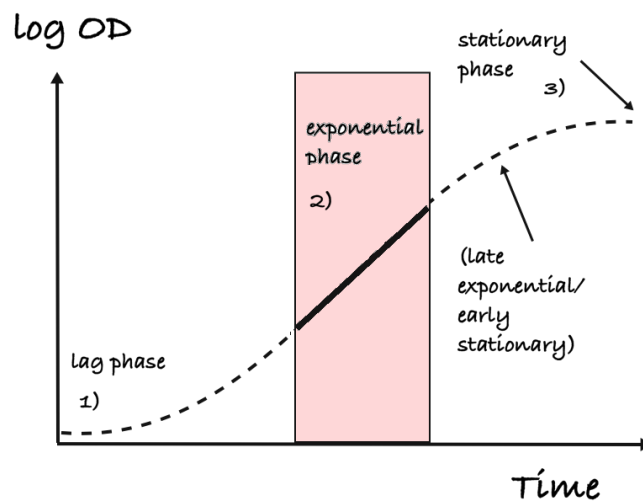 log OD
stationary
phase
3)
exponential
phase
2)
(late
exponential/
early
stationary)
lag phase
1)
Time